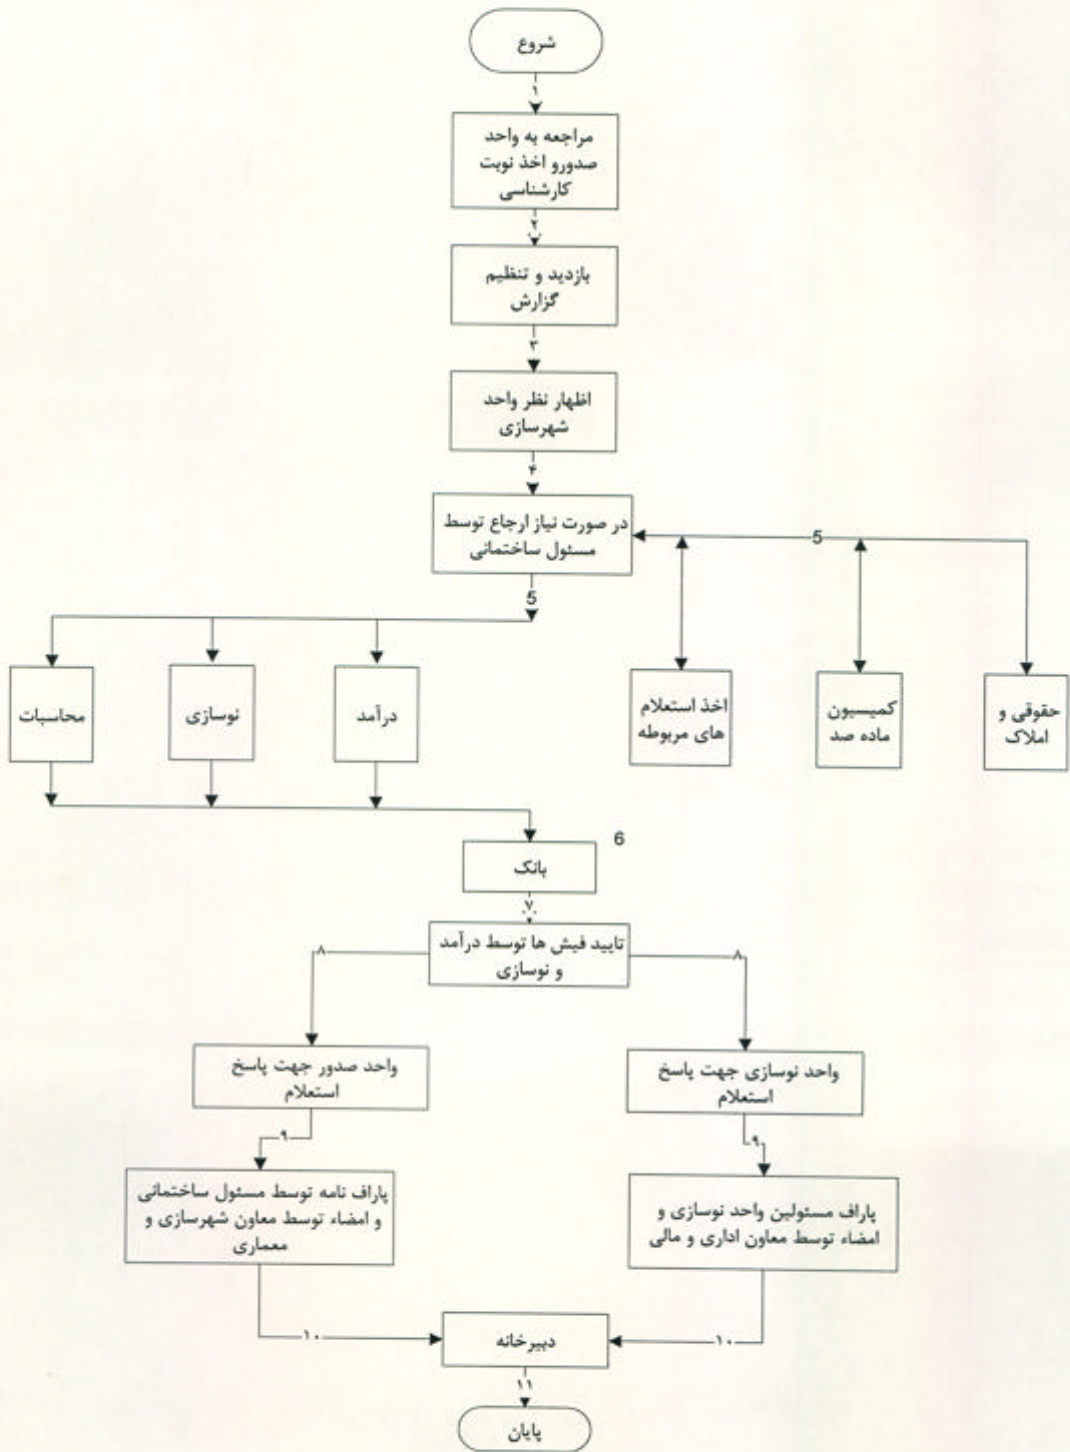 شروع
۱
مراجعه به واحد
صدورو اخذ نوبت
کارشناسی
۲
بازدید و تنظیم
گزارش
۳
اظهار نظر واحد
شهرسازی
۴
در صورت نیاز ارجاع توسط
مسئول ساختمانی
5
5
حقوقی و
املاک
کمیسیون
ماده صد
اخذ استعلام
های مربوطه
درآمد
نوسازی
محاسبات
6
بانک
۷
تایید فیش ها توسط درآمد
و نوسازی
۸
۸
واحد نوسازی جهت پاسخ
استعلام
واحد صدور جهت پاسخ
استعلام
۹
۹
پاراف مسئولین واحد نوسازی و
امضاء توسط معاون اداری و مالی
پاراف نامه توسط مسئول ساختمانی
و امضاء توسط معاون شهرسازی و
معماری
۱۰
۱۰
دبیرخانه
۱۱
پایان